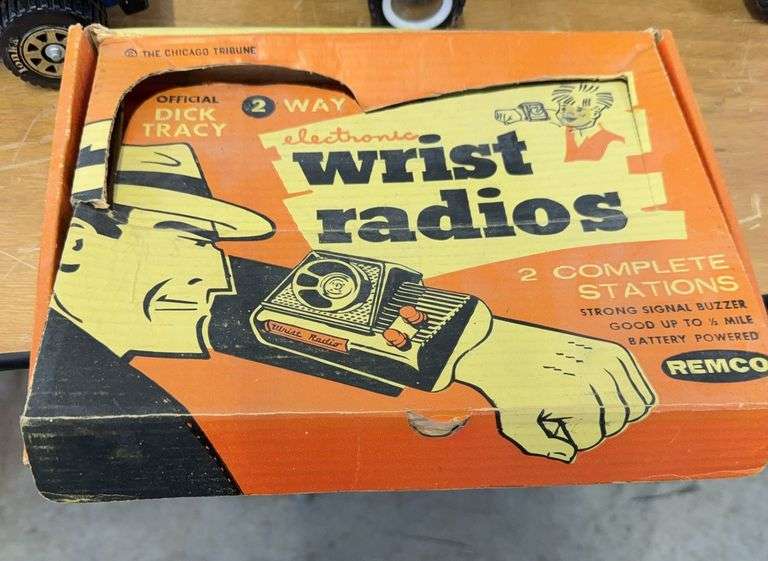 © THE CHICAGO TRIBUNE
OFFICIAL
DICK
TRACY
2 WAY
electronic
wrist
radios
2 COMPLETE
STATIONS
STRONG SIGNAL BUZZER
GOOD UP TO ½ MILE
BATTERY POWERED
REMCO
Wrist Radio
Tonka